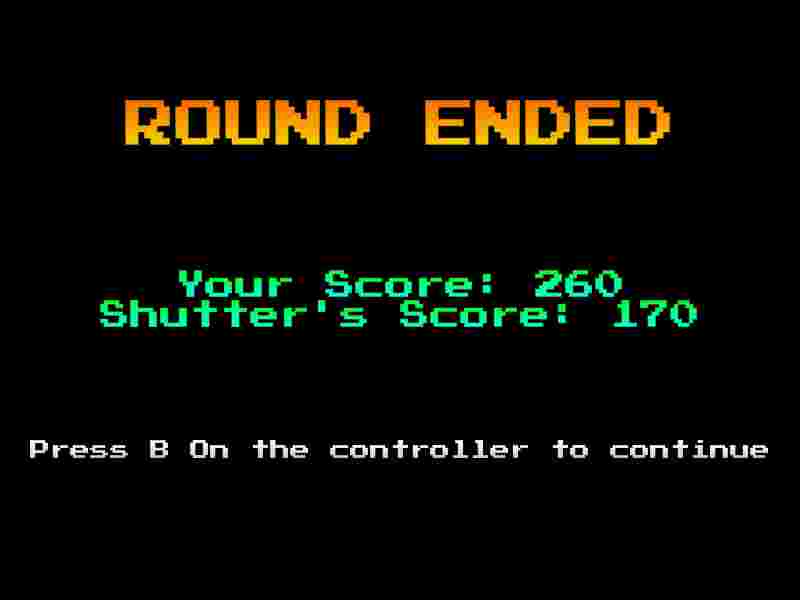 ROUND ENDED
Your Score: 260
Shutter's Score: 170
Press B On the controller to continue